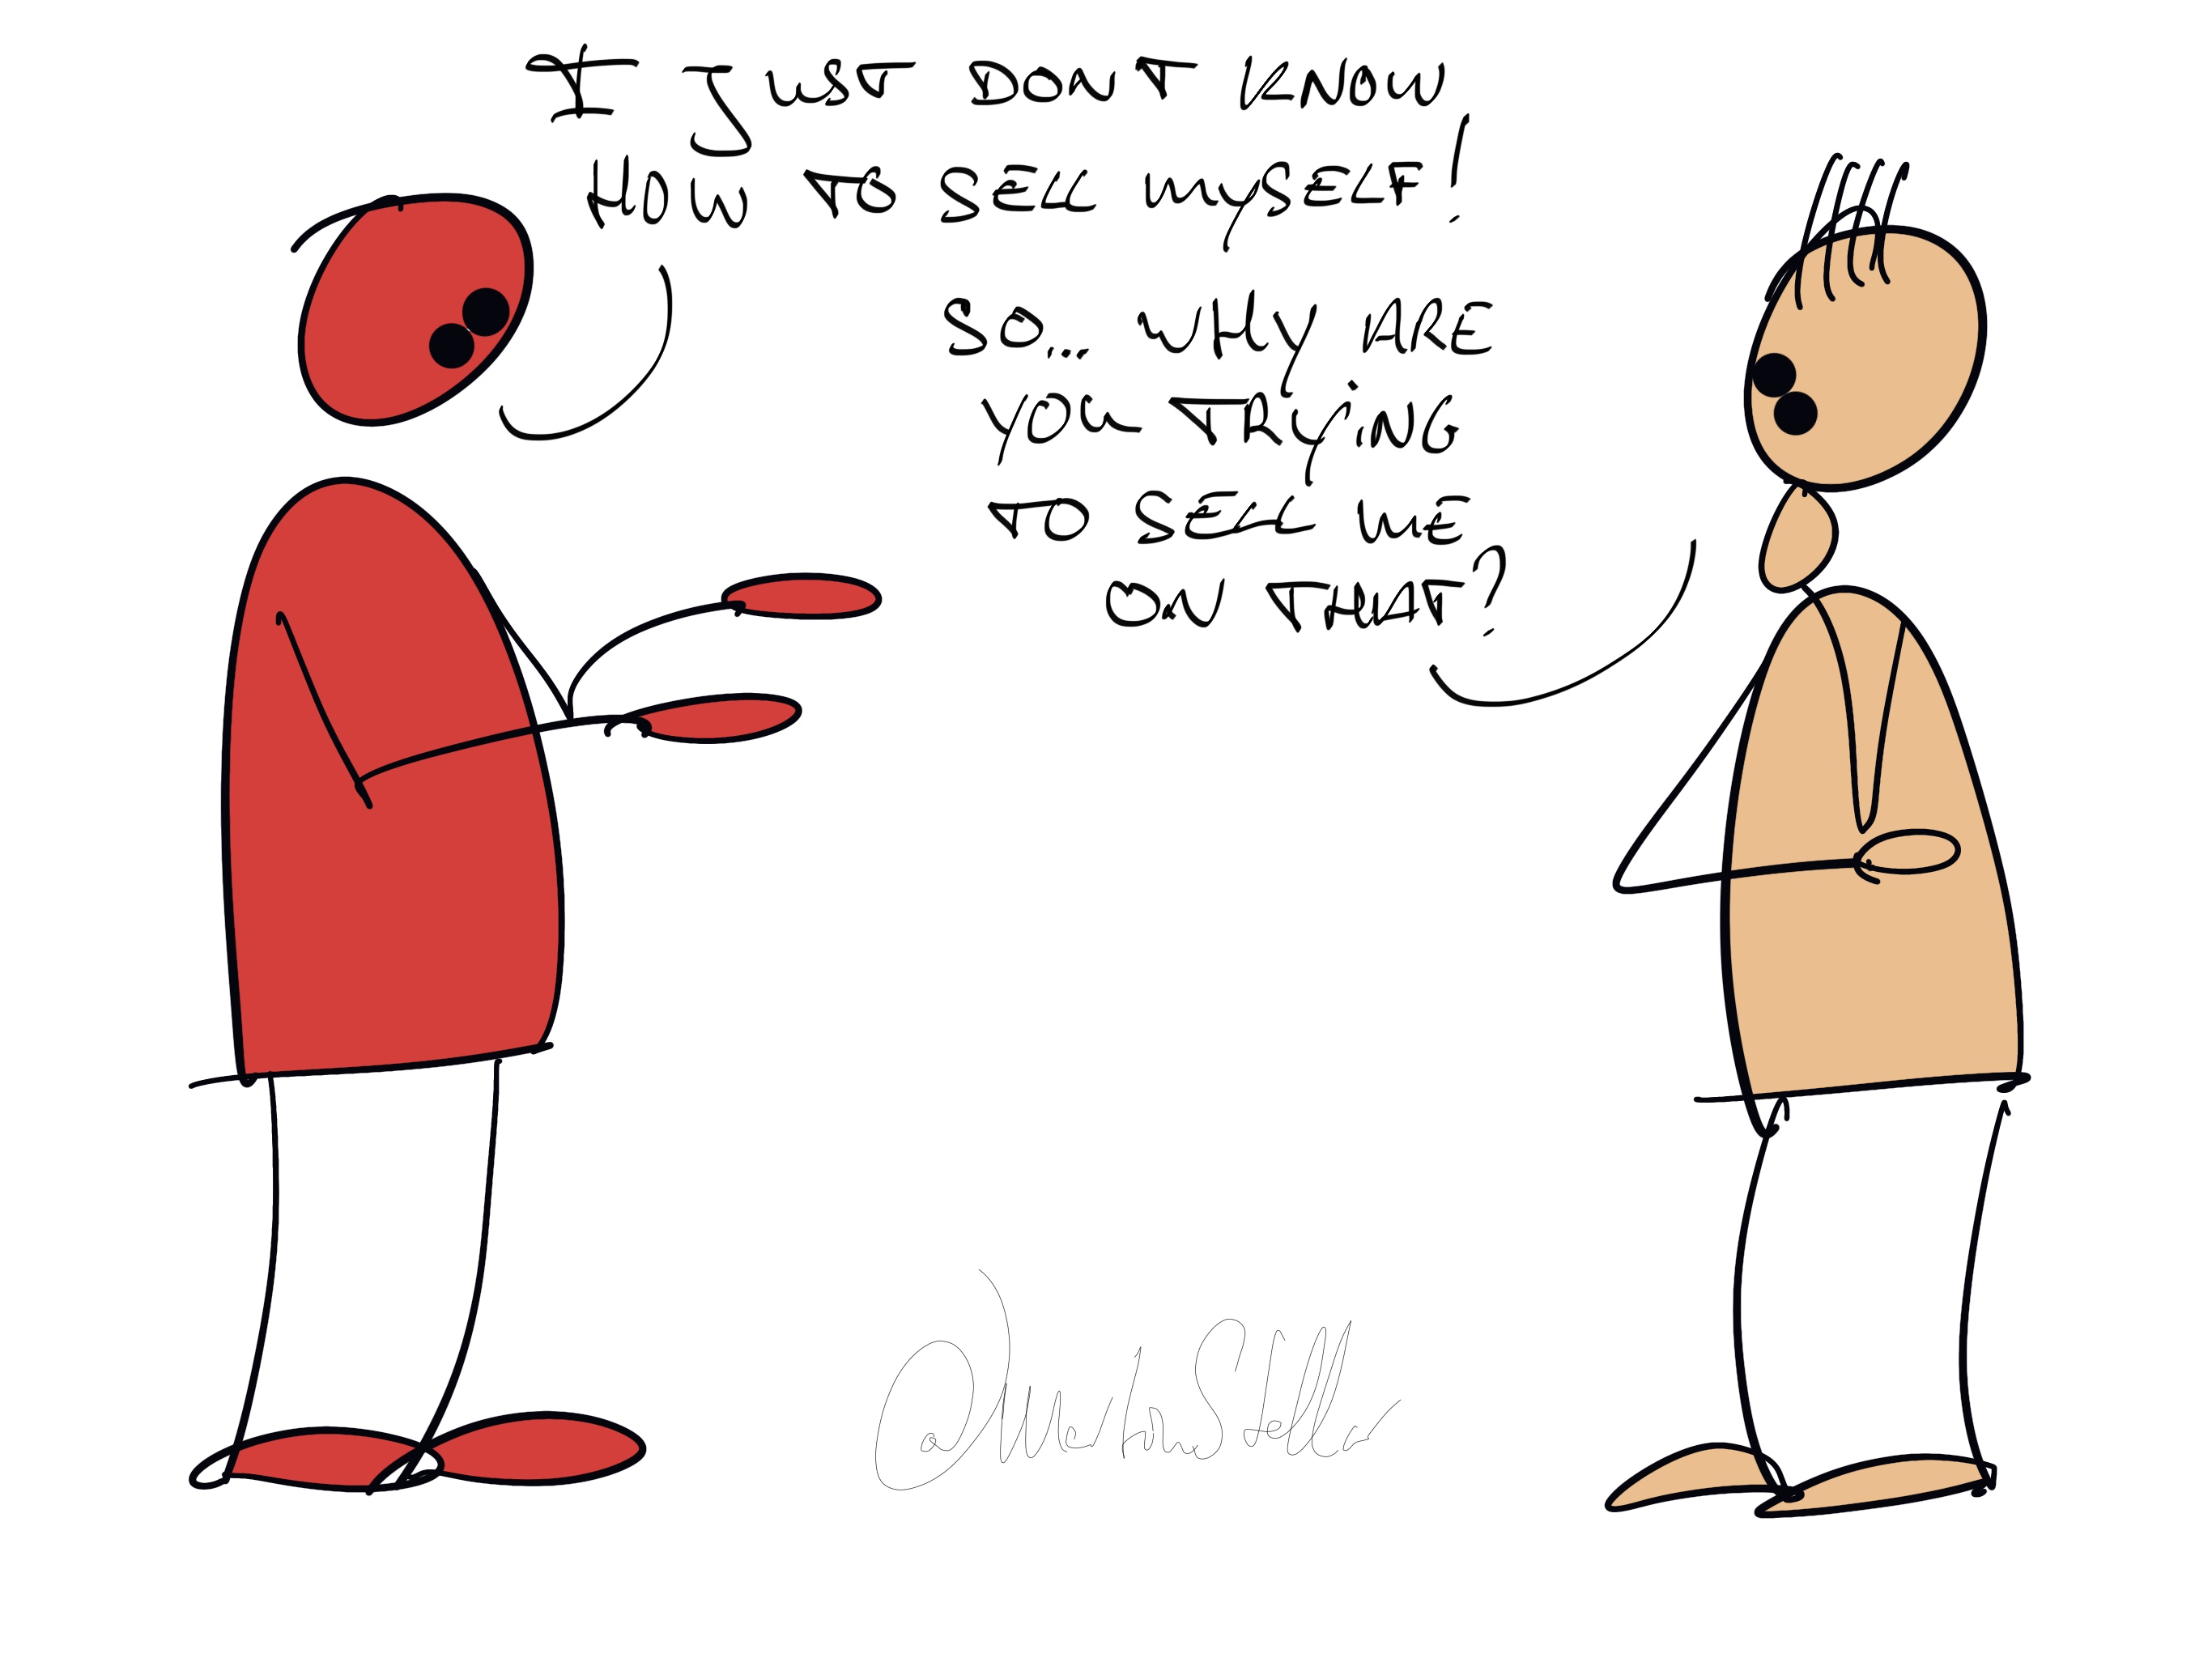 I JUST DON'T KNOW
HOW TO SELL MYSELF!
SO... WHY ARE
YOU TRYING
TO SELL ME
ON THAT?